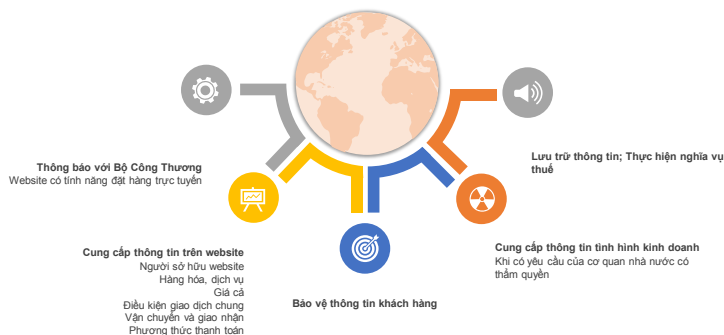 Thông báo với Bộ Công Thương
Website có tính năng đặt hàng trực tuyến
Cung cấp thông tin trên website
Người sở hữu website
Hàng hóa, dịch vụ
Giá cả
Điều kiện giao dịch chung
Vận chuyển và giao nhận
Phương thức thanh toán
Bảo vệ thông tin khách hàng
Cung cấp thông tin tình hình kinh doanh
Khi có yêu cầu của cơ quan nhà nước có
thẩm quyền
Lưu trữ thông tin; Thực hiện nghĩa vụ
thuế